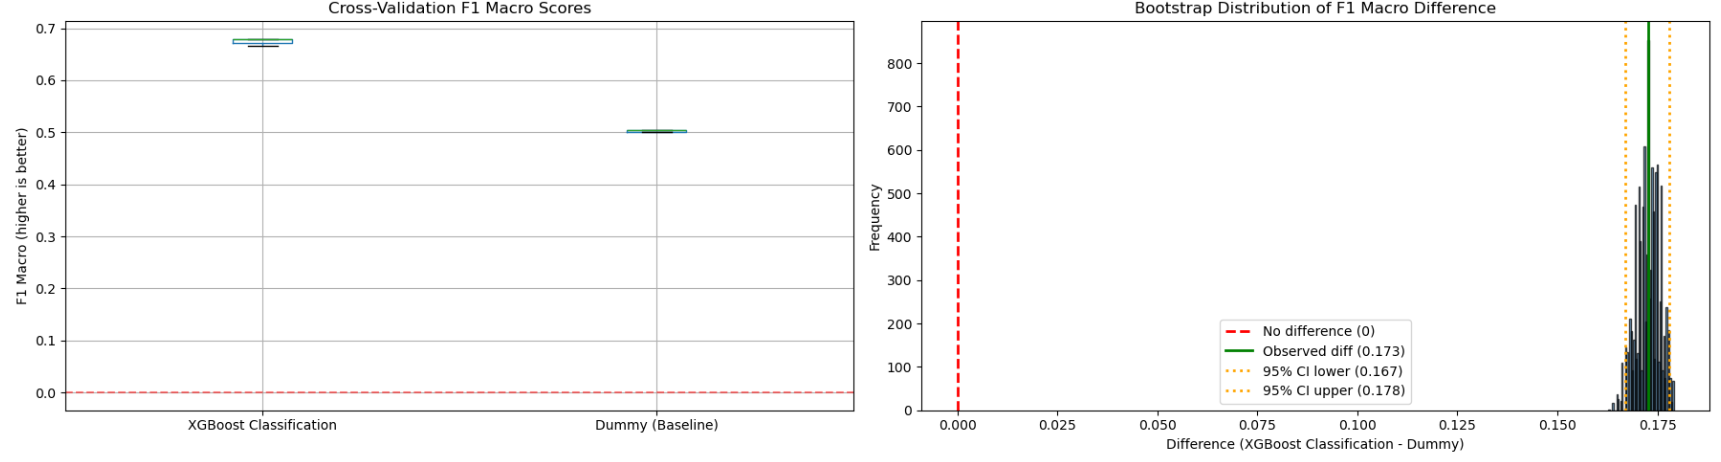 Cross-Validation F1 Macro Scores
F1 Macro (higher is better)
0.7
0.6
0.5
0.4
0.3
0.2
0.1
0.0
XGBoost Classification
Dummy (Baseline)
Bootstrap Distribution of F1 Macro Difference
Frequency
800
700
600
500
400
300
200
100
0
No difference (0)
Observed diff (0.173)
95% CI lower (0.167)
95% CI upper (0.178)
0.000
0.025
0.050
0.075
0.100
0.125
0.150
0.175
Difference (XGBoost Classification - Dummy)